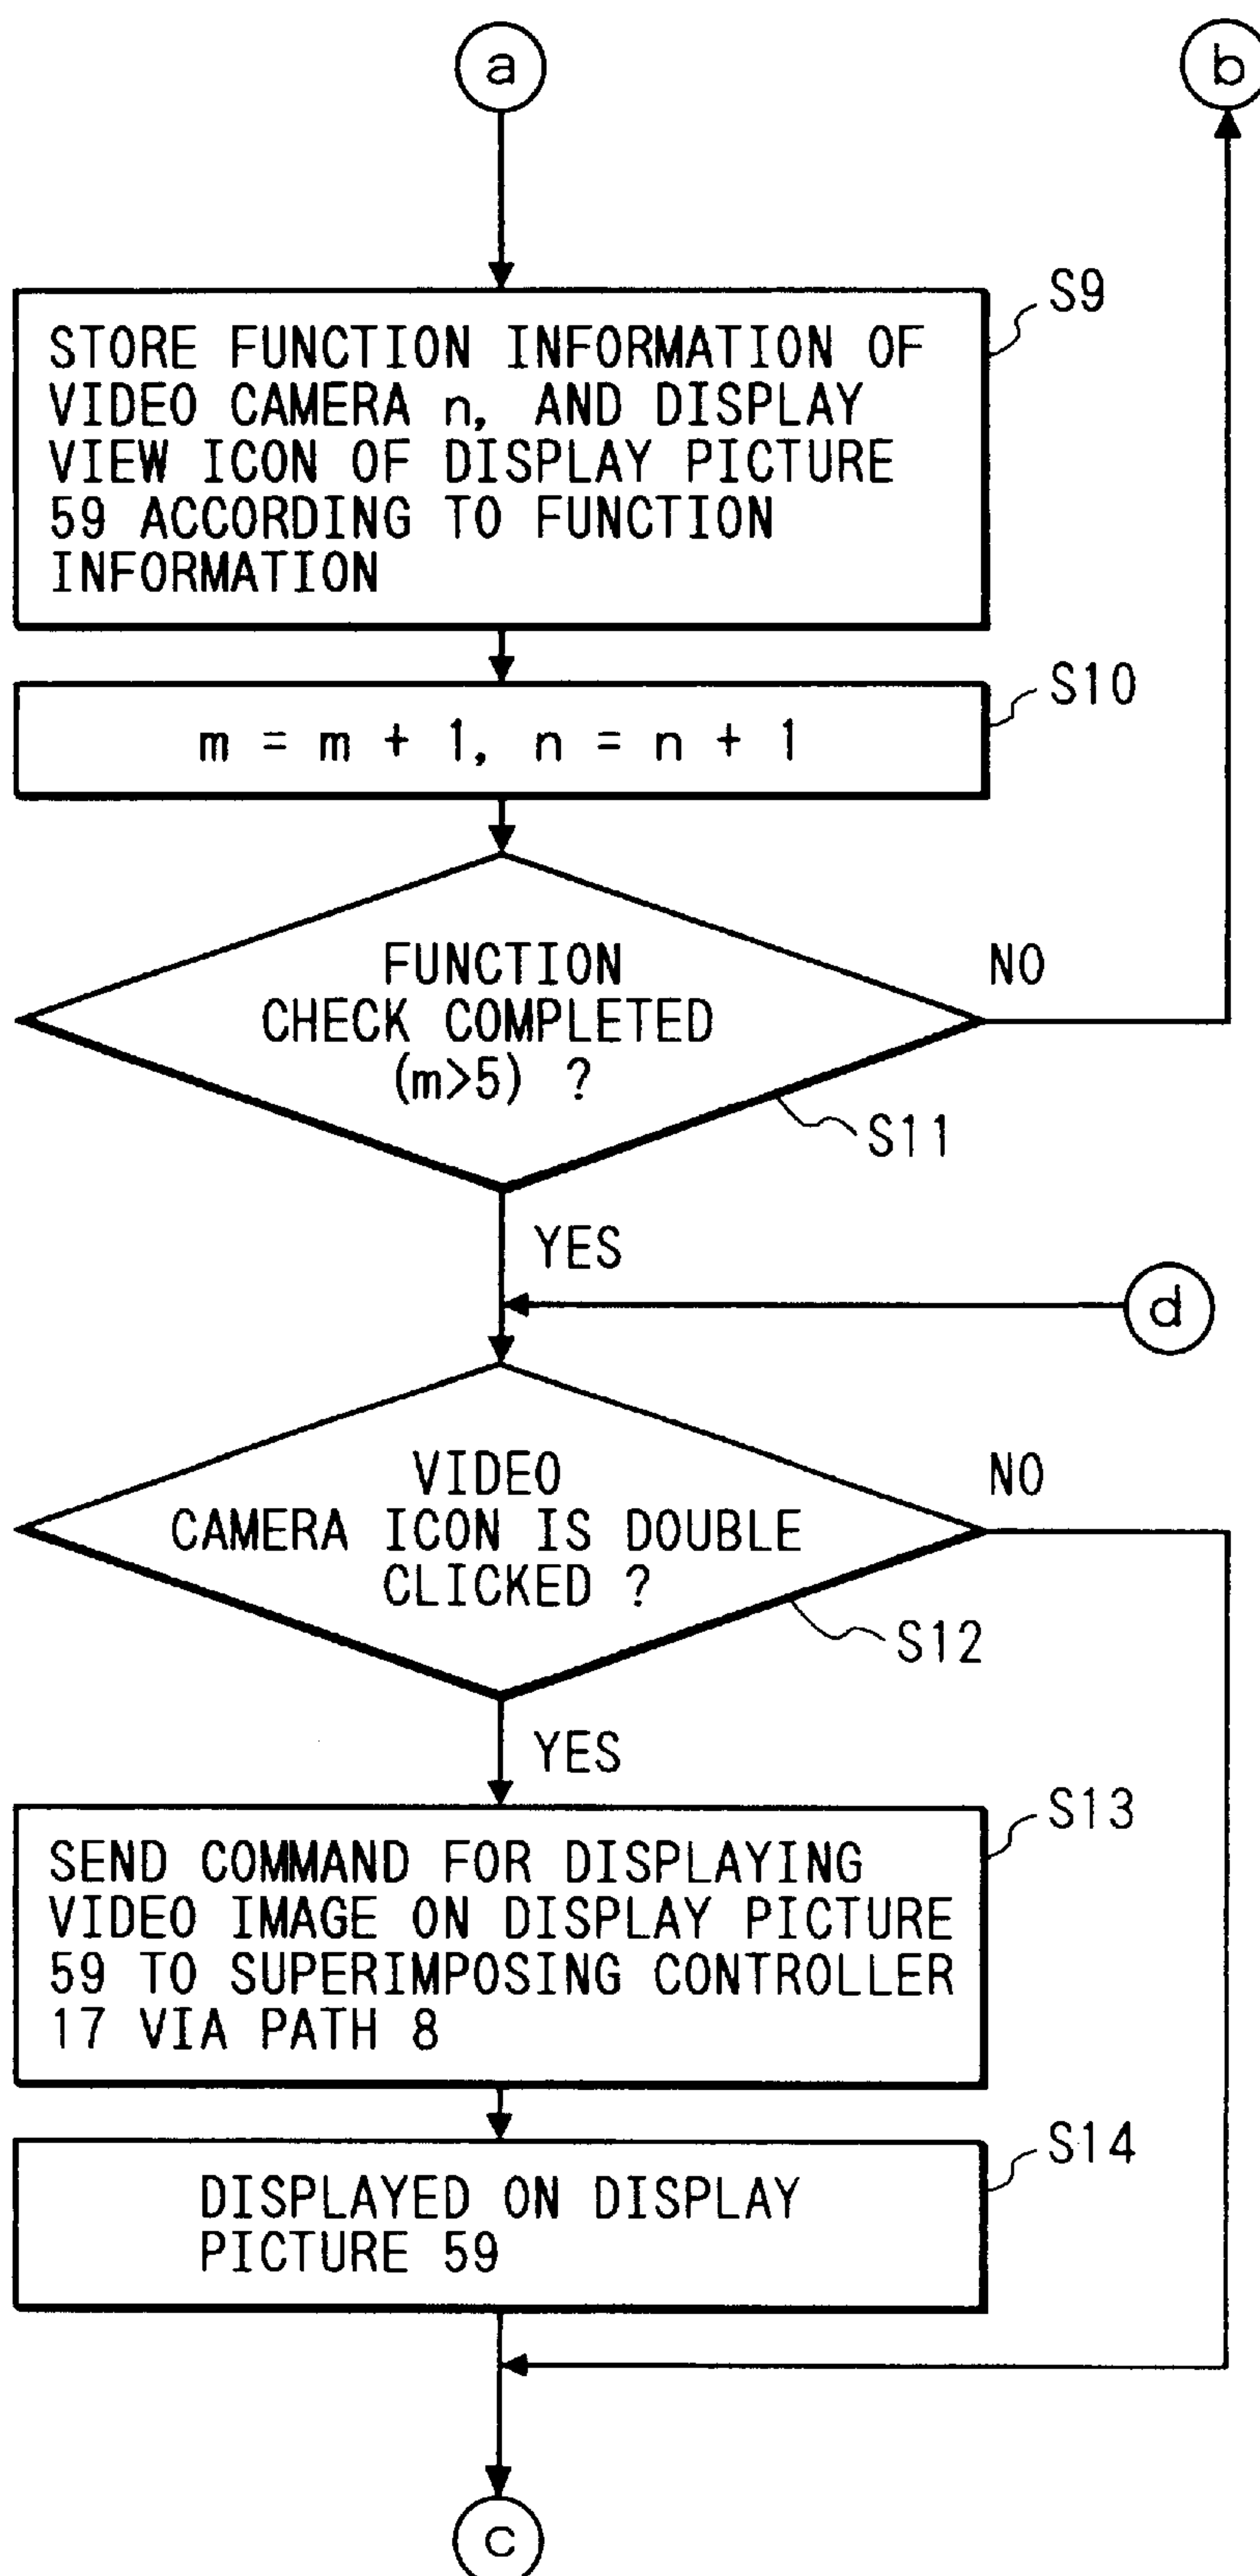 a
b
S9
STORE FUNCTION INFORMATION OF
VIDEO CAMERA n, AND DISPLAY
VIEW ICON OF DISPLAY PICTURE
59 ACCORDING TO FUNCTION
INFORMATION
S10
m = m + 1, n = n + 1
FUNCTION
CHECK COMPLETED
(m>5) ?
NO
S11
YES
d
VIDEO
CAMERA ICON IS DOUBLE
CLICKED ?
NO
S12
YES
S13
SEND COMMAND FOR DISPLAYING
VIDEO IMAGE ON DISPLAY PICTURE
59 TO SUPERIMPOSING CONTROLLER
17 VIA PATH 8
S14
DISPLAYED ON DISPLAY
PICTURE 59
c